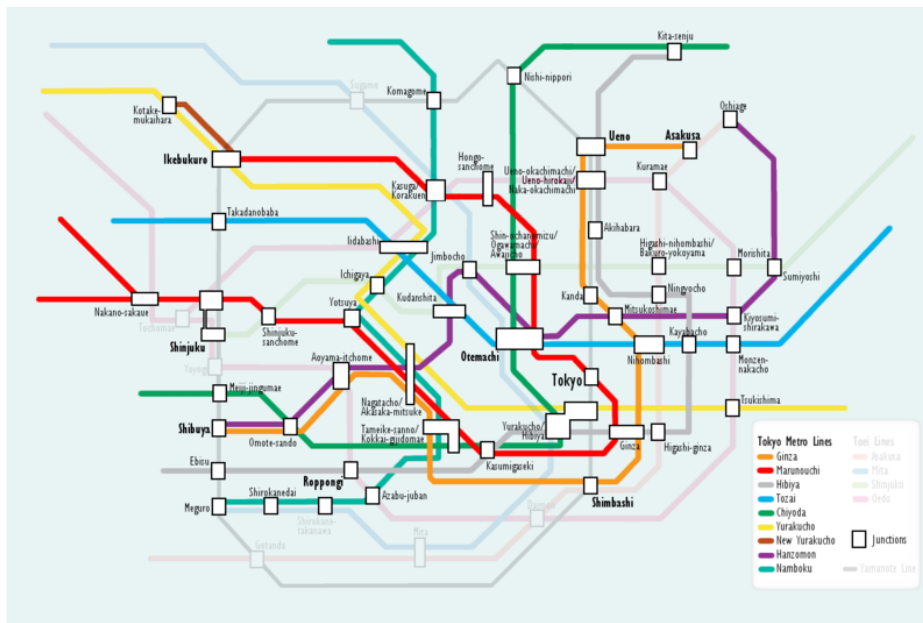 Kita-senju
Nishi-nippori
Sugamo
Komagome
Kotake-
mukaihara
Oshiage
Ueno
Asakusa
Ikebukuro
Hongo-
sanchome
Ueno-okachimachi/
Ueno-hirokoji/
Naka-okachimachi
Kuramae
Kasuga/
Korakuen
Takadanobaba
Akihabara
Iidabashi
Jimbocho
Shin-ochanumizu/
Ogawamachi/
Awajicho
Higashi-nihombashi/
Bakuro-yokoyama
Morishita
Ichigaya
Sumiyoshi
Kudanshita
Kanda
Ningyocho
Nakano-sakaue
Yotsuya
Mitsukoshimae
Kiyosumi-
shirakawa
Tochomae
Shinjuku-
sanchome
Shinjuku
Otemachi
Kayabacho
Nihombashi
Monzen-
nakacho
Aoyama-itchome
Yoyogi
Tokyo
Meiji-jingumae
Nagatacho/
Akasaka-mitsuke
Tsukishima
Shibuya
Omote-sando
Tameike-sanno/
Kokkai-gijidomae
Yurakucho/
Hibiya
Ginza
Higashi-ginza
Kasumigaseki
Ebisu
Roppongi
Azabu-juban
Shimbashi
Meguro
Shirokanedai
Shirokane-
takanawa
Daimon
Mita
Gotanda
Tokyo Metro Lines
Ginza
Marunouchi
Hibiya
Tozai
Chiyoda
Yurakucho
New Yurakucho
Hanzomon
Namboku
Toei Lines
Asakusa
Mita
Shinjuku
Oedo
Junctions
Yamanote Line